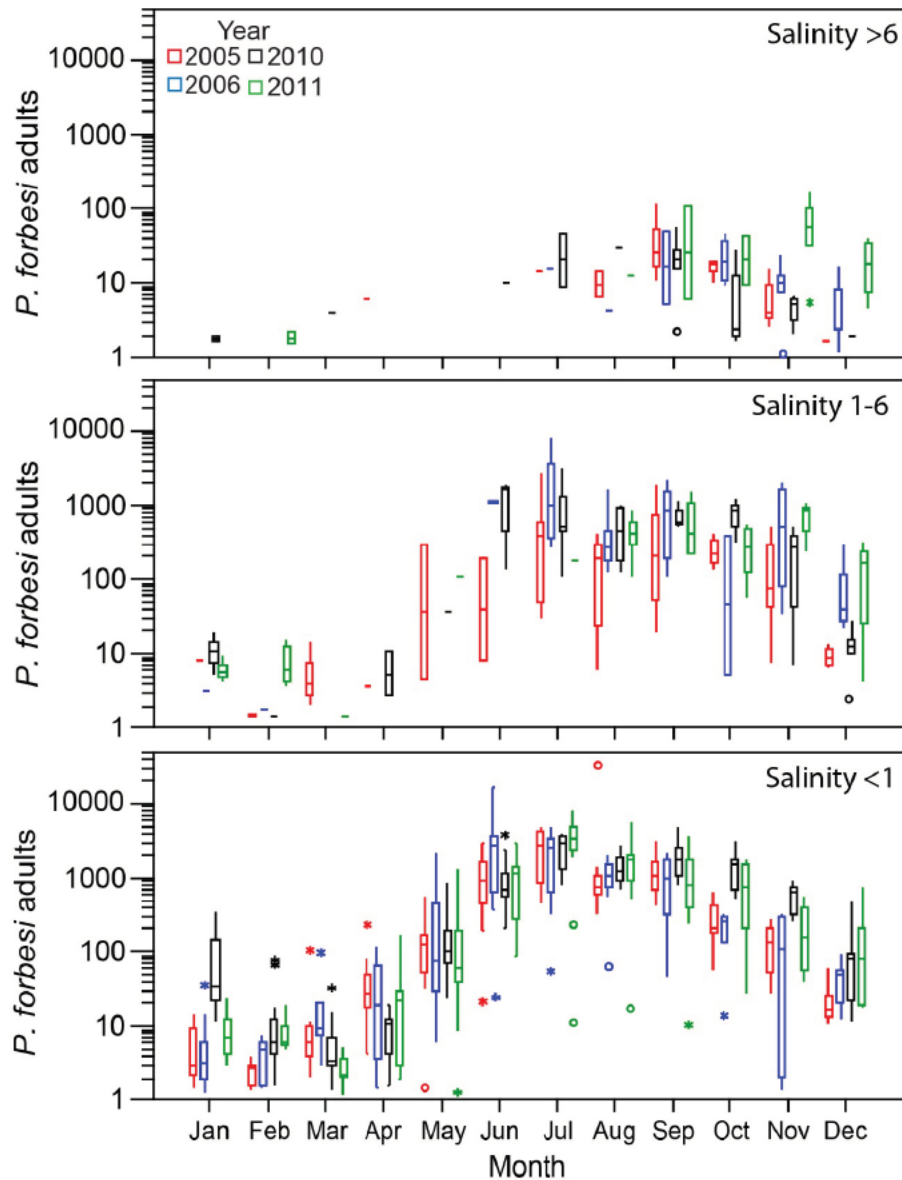 Year
2005 2010
2006 2011
Salinity >6
P. forbesi adults
10000
1000
100
10
1
Salinity 1-6
P. forbesi adults
10000
1000
100
10
1
Salinity <1
P. forbesi adults
10000
1000
100
10
1
Jan Feb Mar Apr May Jun Jul Aug Sep Oct Nov Dec
Month